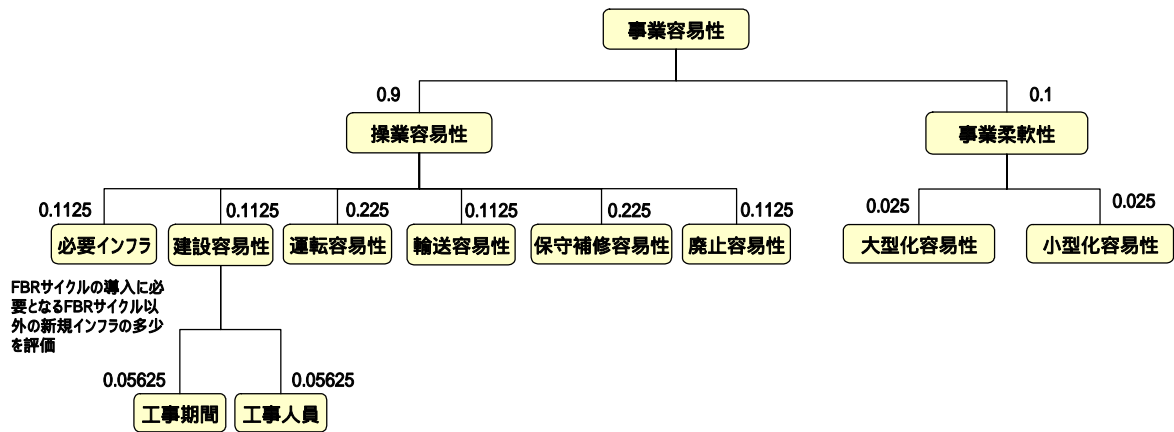 事業容易性
0.9
0.1
操業容易性
事業柔軟性
0.1125
0.1125
0.225
0.1125
0.225
0.1125
0.025
0.025
必要インフラ
建設容易性
運転容易性
輸送容易性
保守補修容易性
廃止容易性
大型化容易性
小型化容易性
FBRサイクルの導入に必
要となるFBRサイクル以
外の新規インフラの多少
を評価
0.05625
0.05625
工事期間
工事人員